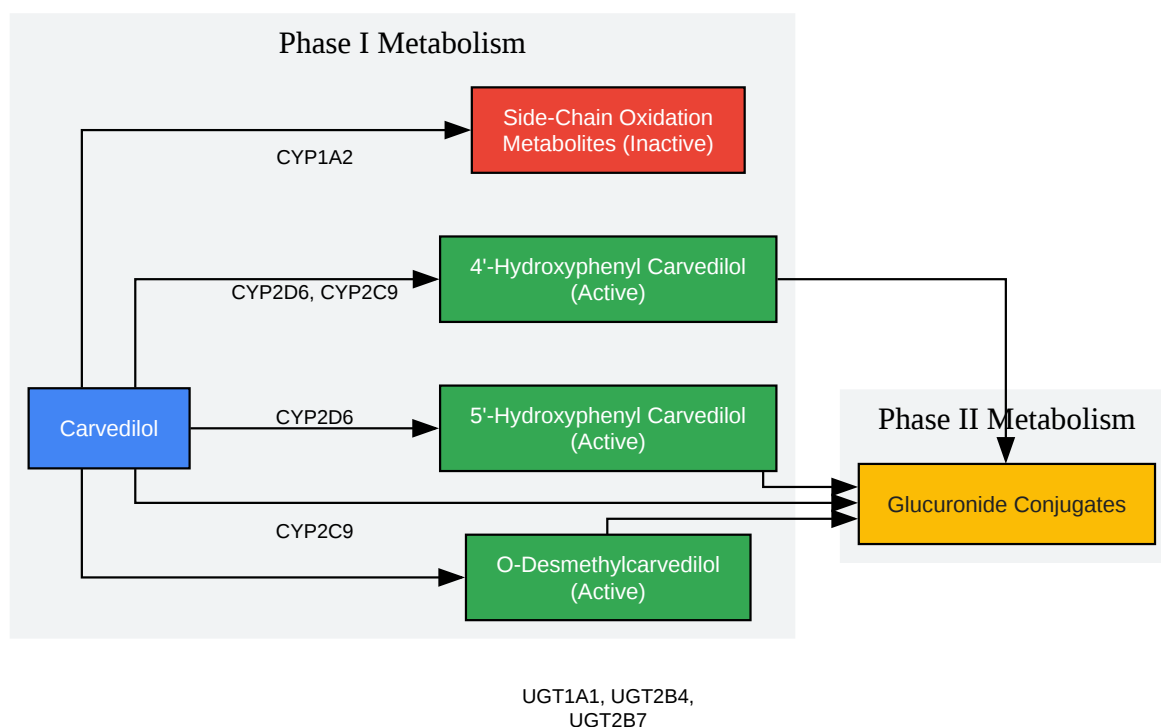 Phase I Metabolism
Side-Chain Oxidation
Metabolites (Inactive)
CYP1A2
4'-Hydroxyphenyl Carvedilol
(Active)
CYP2D6, CYP2C9
Carvedilol
CYP2D6
5'-Hydroxyphenyl Carvedilol
(Active)
Phase II Metabolism
Glucuronide Conjugates
CYP2C9
O-Desmethylcarvedilol
(Active)
UGT1A1, UGT2B4,
UGT2B7